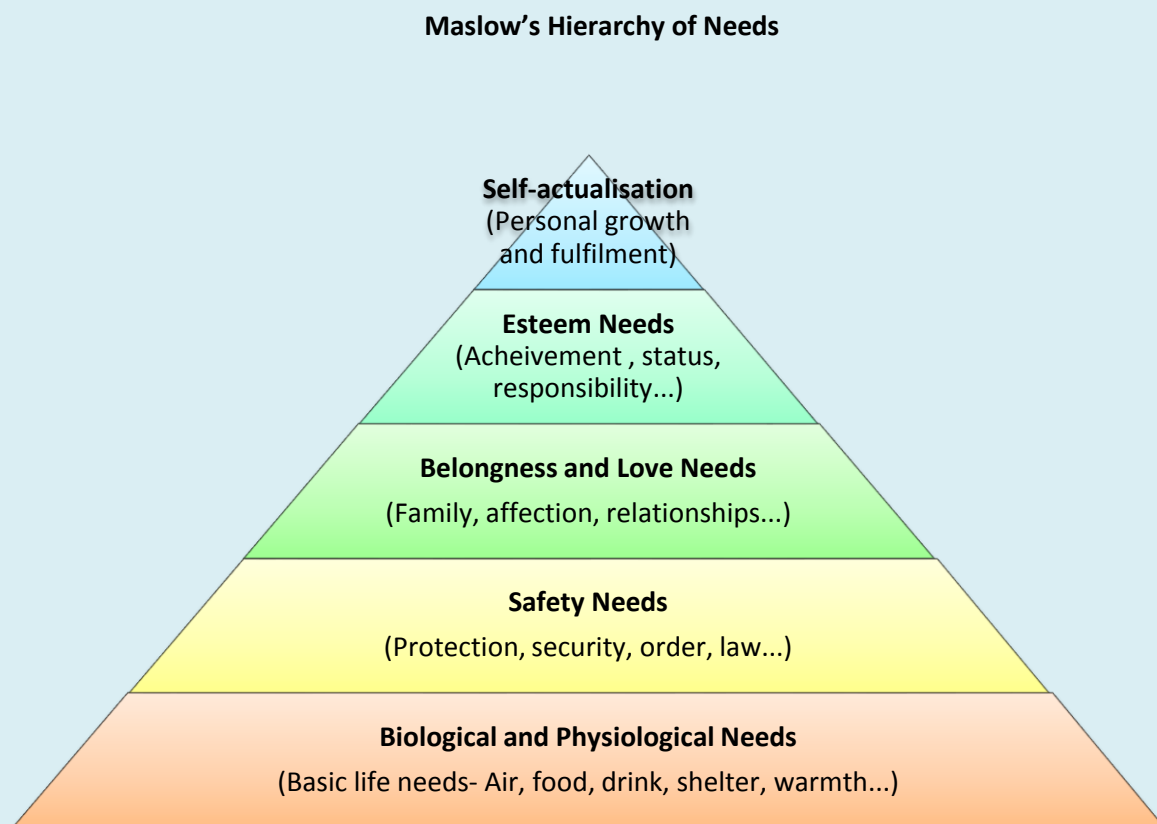 Maslow’s Hierarchy of Needs
Self-actualisation
(Personal growth
and fulfilment)
Esteem Needs
(Acheivement , status,
responsibility...)
Belongness and Love Needs
(Family, affection, relationships...)
Safety Needs
(Protection, security, order, law...)
Biological and Physiological Needs
(Basic life needs- Air, food, drink, shelter, warmth...)